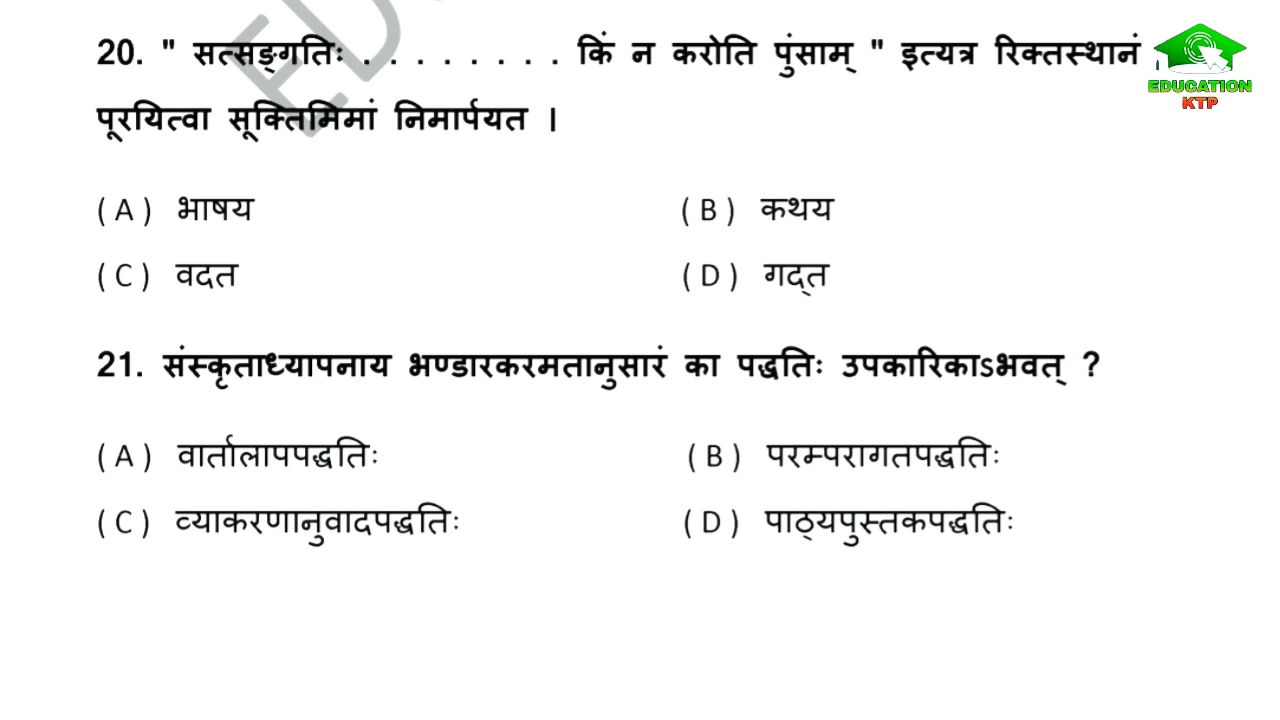 20. " सत्सङ्गतिः . . . . . . . . किं न करोति पुंसाम् " इत्यत्र रिक्तस्थानं
पूरयित्वा सूक्तिमिमां निमार्पयत ।
( A ) भाषय
( B ) कथय
( C ) वदत
( D ) गद्त
21. संस्कृताध्यापनाय भण्डारकरमतानुसारं का पद्धतिः उपकारिकाऽभवत् ?
( A ) वार्तालापपद्धतिः
( B ) परम्परागतपद्धतिः
( C ) व्याकरणानुवादपद्धतिः
( D ) पाठ्यपुस्तकपद्धतिः
EDUCATION
KTP